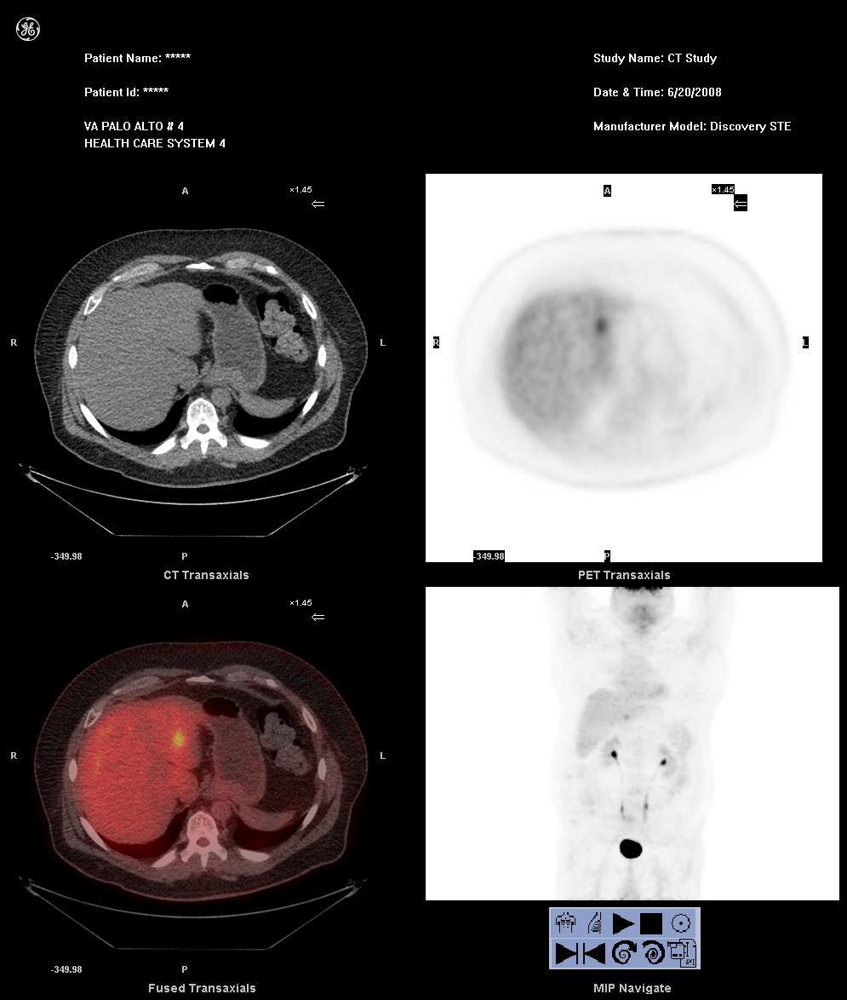 GE
Patient Name: *****
Study Name: CT Study
Patient Id: *****
Date & Time: 6/20/2008
VA PALO ALTO # 4
HEALTH CARE SYSTEM 4
Manufacturer Model: Discovery STE
A
×1.45
⇐
R
L
-349.98
P
CT Transaxials
A
×1.45
⇐
R
L
-349.98
P
PET Transaxials
A
×1.45
⇐
R
L
-349.98
P
Fused Transaxials
AVI
MIP Navigate